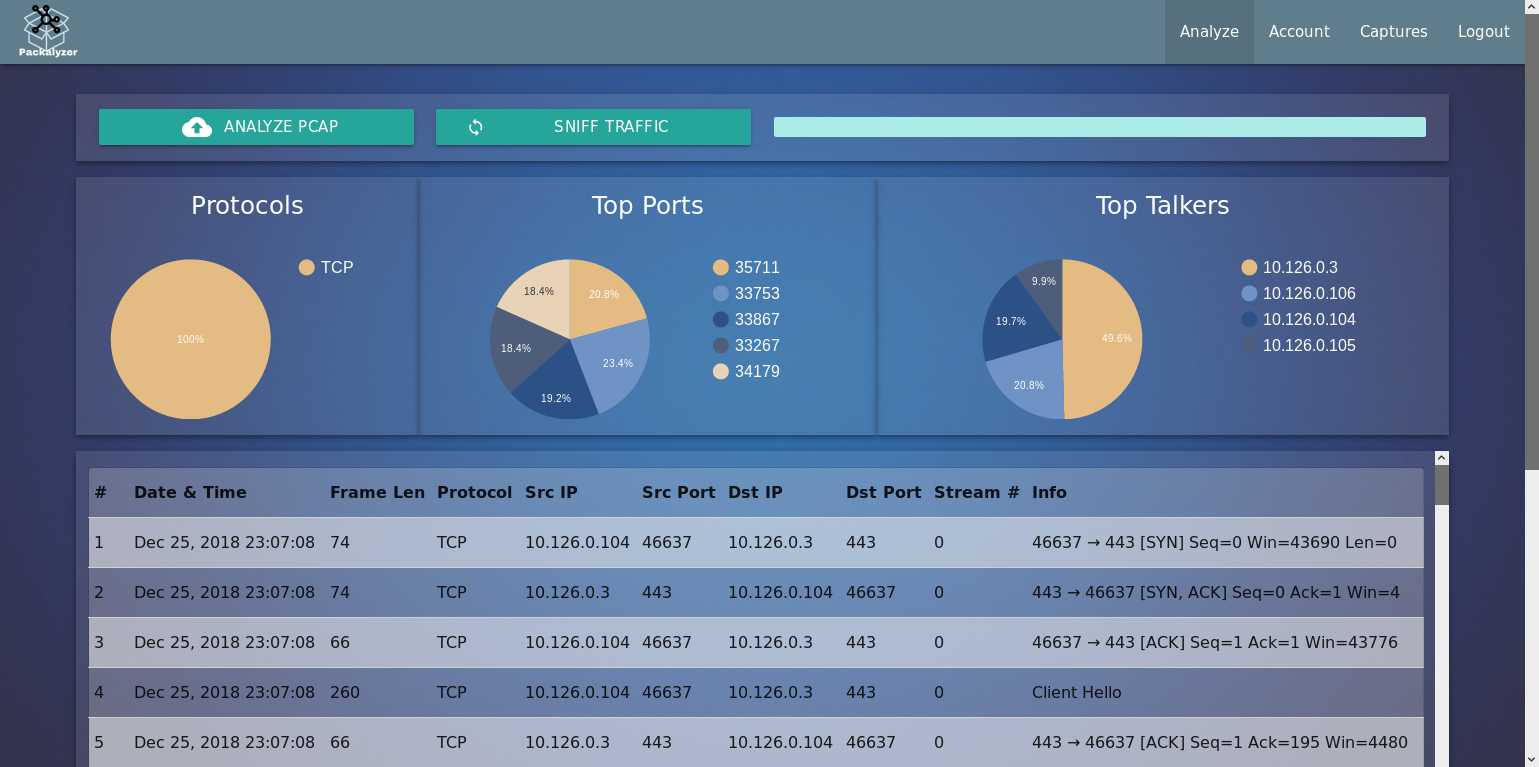 Packalyzer
Analyze Account Captures Logout
ANALYZE PCAP
SNIFF TRAFFIC
Protocols
100%
TCP
Top Ports
20.8%
23.4%
19.2%
18.4%
18.4%
35711
33753
33867
33267
34179
Top Talkers
49.6%
20.8%
19.7%
9.9%
10.126.0.3
10.126.0.106
10.126.0.104
10.126.0.105
# Date & Time Frame Len Protocol Src IP Src Port Dst IP Dst Port Stream # Info
1 Dec 25, 2018 23:07:08 74 TCP 10.126.0.104 46637 10.126.0.3 443 0 46637 → 443 [SYN] Seq=0 Win=43690 Len=0
2 Dec 25, 2018 23:07:08 74 TCP 10.126.0.3 443 10.126.0.104 46637 0 443 → 46637 [SYN, ACK] Seq=0 Ack=1 Win=4
3 Dec 25, 2018 23:07:08 66 TCP 10.126.0.104 46637 10.126.0.3 443 0 46637 → 443 [ACK] Seq=1 Ack=1 Win=43776
4 Dec 25, 2018 23:07:08 260 TCP 10.126.0.104 46637 10.126.0.3 443 0 Client Hello
5 Dec 25, 2018 23:07:08 66 TCP 10.126.0.3 443 10.126.0.104 46637 0 443 → 46637 [ACK] Seq=1 Ack=195 Win=4480